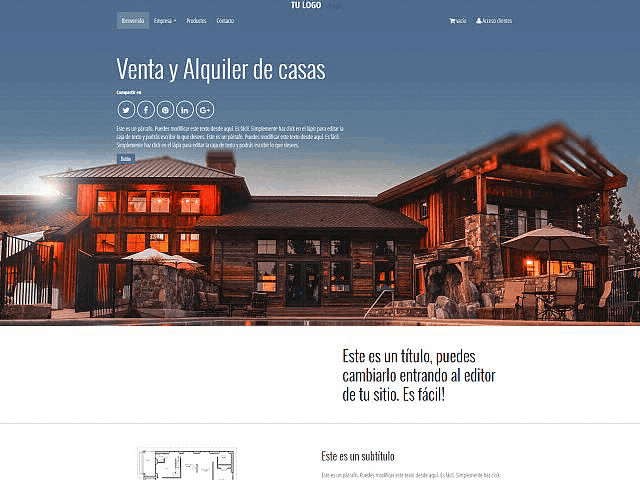 TU LOGO
Bienvenido Empresa Productos Contacto vacío Acceso clientes
Venta y Alquiler de casas
Compartir en
Este es un párrafo. Puedes modificar este texto desde aquí. Es fácil. Simplemente haz click en el lápiz para editar la
caja de texto y podrás escribir lo que desees. Este es un párrafo. Puedes modificar este texto desde aquí. Es fácil.
Simplemente haz click en el lápiz para editar la caja de texto y podrás escribir lo que desees.
Botón
Este es un título, puedes
cambiarlo entrando al editor
de tu sitio. Es fácil!
Este es un subtítulo
Este es un párrafo. Puedes modificar este texto desde aquí. Es fácil. Simplemente haz click